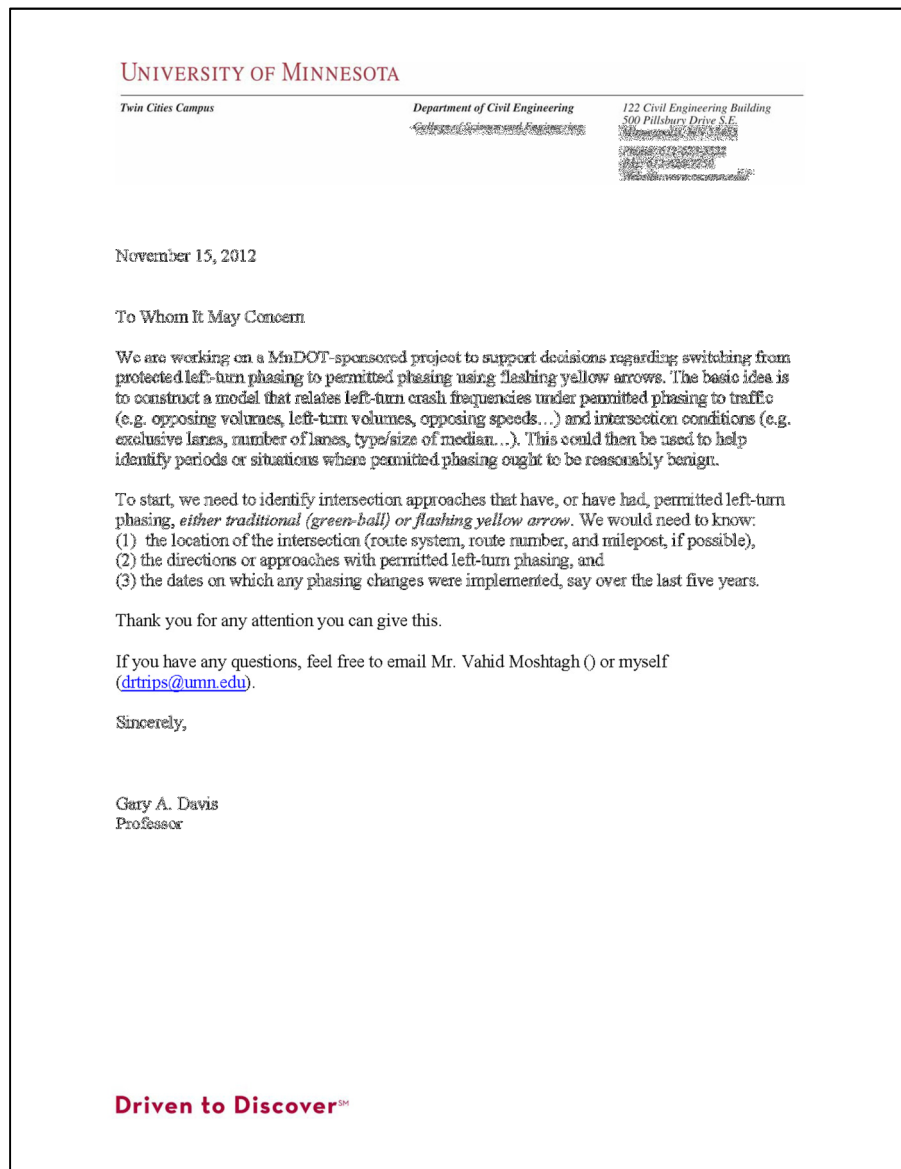 UNIVERSITY OF MINNESOTA
Twin Cities Campus
Department of Civil Engineering
College of Science and Engineering
122 Civil Engineering Building
500 Pillsbury Drive S.E.
November 15, 2012
To Whom It May Concern
We are working on a MnDOT-sponsored project to support decisions regarding switching from
protected left-turn phasing to permitted phasing using flashing yellow arrows. The basic idea is
to construct a model that relates left-turn crash frequencies under permitted phasing to traffic
(e.g. opposing volumes, left-turn volumes, opposing speeds…) and intersection conditions (e.g.
exclusive lanes, number of lanes, type/size of median…). This could then be used to help
identify periods or situations where permitted phasing ought to be reasonably benign.
To start, we need to identify intersection approaches that have, or have had, permitted left-turn
phasing, either traditional (green-ball) or flashing yellow arrow. We would need to know:
(1) the location of the intersection (route system, route number, and milepost, if possible),
(2) the directions or approaches with permitted left-turn phasing, and
(3) the dates on which any phasing changes were implemented, say over the last five years.
Thank you for any attention you can give this.
If you have any questions, feel free to email Mr. Vahid Moshtagh () or myself
(drtrips@umn.edu).
Sincerely,
Gary A. Davis
Professor
Driven to Discover℠